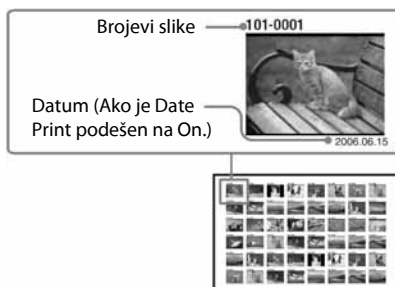 Brojevi slike
101-0001
Datum (Ako je Date
Print podešen na On.)
2006.06.15